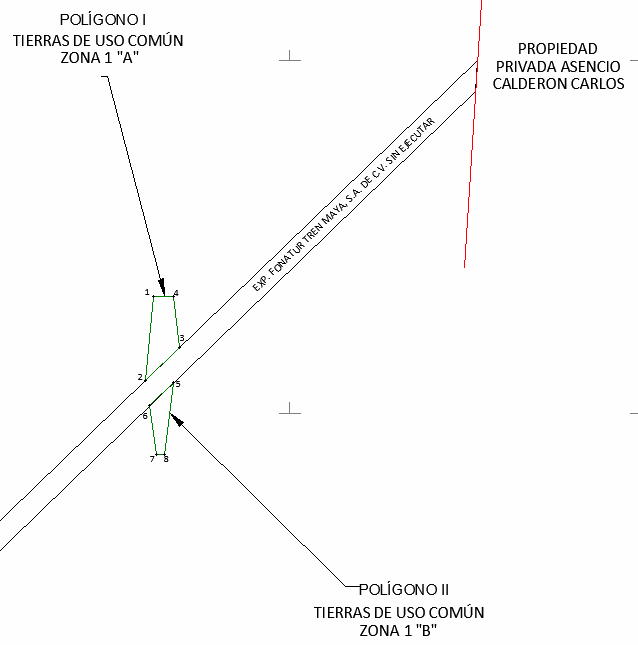 POLÍGONO I
TIERRAS DE USO COMÚN
ZONA 1 "A"
PROPIEDAD
PRIVADA ASENCIO
CALDERON CARLOS
EXP. FONATUR TREN MAYA, S.A. DE C.V. SIN EJECUTAR
1
4
3
2
5
6
7
8
POLÍGONO II
TIERRAS DE USO COMÚN
ZONA 1 "B"